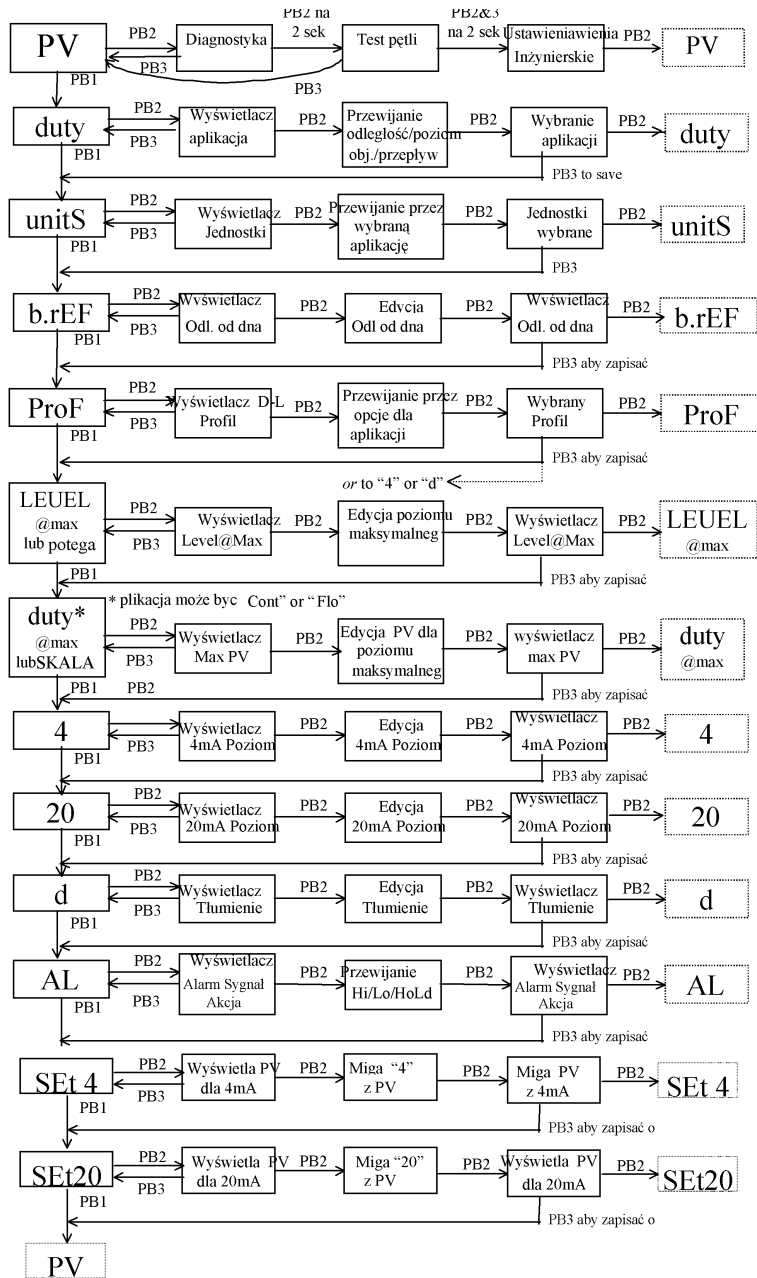 PV
PB2
PB3
Diagnostyka
PB2 na
2 sek
Test pętli
PB2&3
na 2 sek
Ustawieniawienia
Inżynierskie
PB2
PV
PB1
PB3
duty
PB2
PB3
Wyświetlacz
aplikacja
PB2
Przewijanie
odległość/poziom
obj./przepływ
PB2
Wybranie
aplikacji
PB2
duty
PB1
PB3 to save
unitS
PB2
PB3
Wyświetlacz
Jednostki
PB2
Przewijanie przez
wybraną
aplikację
PB2
Jednostki
wybrane
PB2
unitS
PB1
PB3
b.rEF
PB2
PB3
Wyświetlacz
Odl. od dna
PB2
Edycja
Odl od dna
PB2
Wyświetlacz
Odl. od dna
PB2
b.rEF
PB1
PB3 aby zapisać
ProF
PB2
PB3
Wyświetlacz D-L
Profil
PB2
Przewijanie przez
opcje dla
aplikacji
PB2
Wybrany
Profil
PB2
ProF
PB1
PB3 aby zapisać
or to “4” or “d”
LEUEL
@max
lub potega
PB2
PB3
Wyświetlacz
Level@Max
PB2
Edycja poziomu
maksymalneg
PB2
Wyświetlacz
Level@Max
PB2
LEUEL
@max
PB1
PB3 aby zapisać
* plikacja może byc Cont” or “ Flo”
duty*
@max
lubSKALA
PB2
PB3
Wyświetlacz
Max PV
PB2
Edycja PV dla
poziomu
maksymalneg
PB2
wyświetlacz
max PV
PB2
duty
@max
PB1
PB2
PB3 aby zapisać
4
PB2
PB3
Wyświetlacz
4mA Poziom
PB2
Edycja
4mA Poziom
PB2
Wyświetlacz
4mA Poziom
PB2
4
PB1
PB3 aby zapisać
20
PB2
PB3
Wyświetlacz
20mA Poziom
PB2
Edycja
20mA Poziom
PB2
Wyświetlacz
20mA Poziom
PB2
20
PB1
PB3 aby zapisać
d
PB2
PB3
Wyświetlacz
Tłumienie
PB2
Edycja
Tłumienie
PB2
Wyświetlacz
Tłumienie
PB2
d
PB1
PB3 aby zapisać
AL
PB2
PB3
Wyświetlacz
Alarm Sygnał
Akcja
PB2
Przewijanie
Hi/Lo/HoLd
PB2
Wyświetlacz
Alarm Sygnał
Akcja
PB2
AL
PB1
PB3 aby zapisać
SEt 4
PB2
PB3
Wyświetla PV
dla 4mA
PB2
Miga “4”
z PV
PB2
Miga PV
z 4mA
PB2
SEt 4
PB1
PB3 aby zapisać o
SEt20
PB2
PB3
Wyświetla PV
dla 20mA
PB2
Miga “20”
z PV
PB2
Wyświetla PV
dla 20mA
PB2
SEt20
PB1
PB3 aby zapisać o
PV